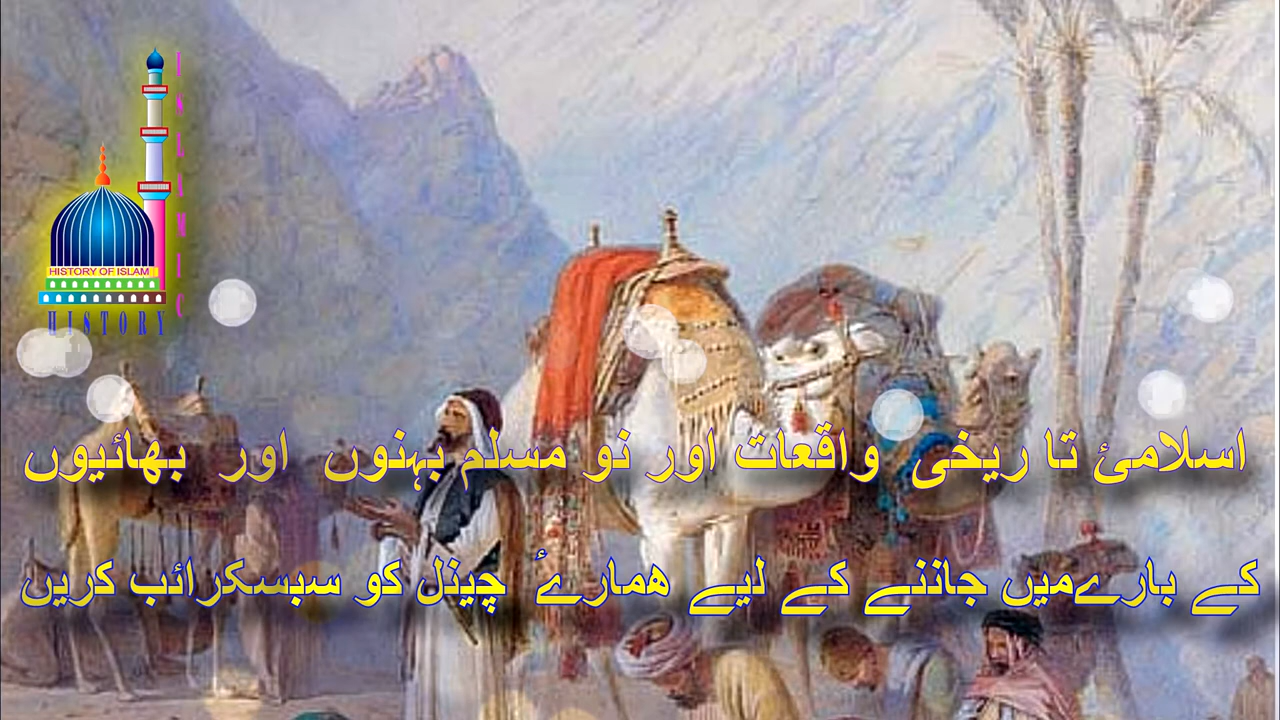 ISLAMIC
HISTORY OF ISLAM
HISTORY
اسلامئ تا ریخی واقعات اور نو مسلم بہنوں اور بھائیوں
کے بارےمیں جاننے کے لیے ھمارۓ چینل کو سبسکرائب کریں